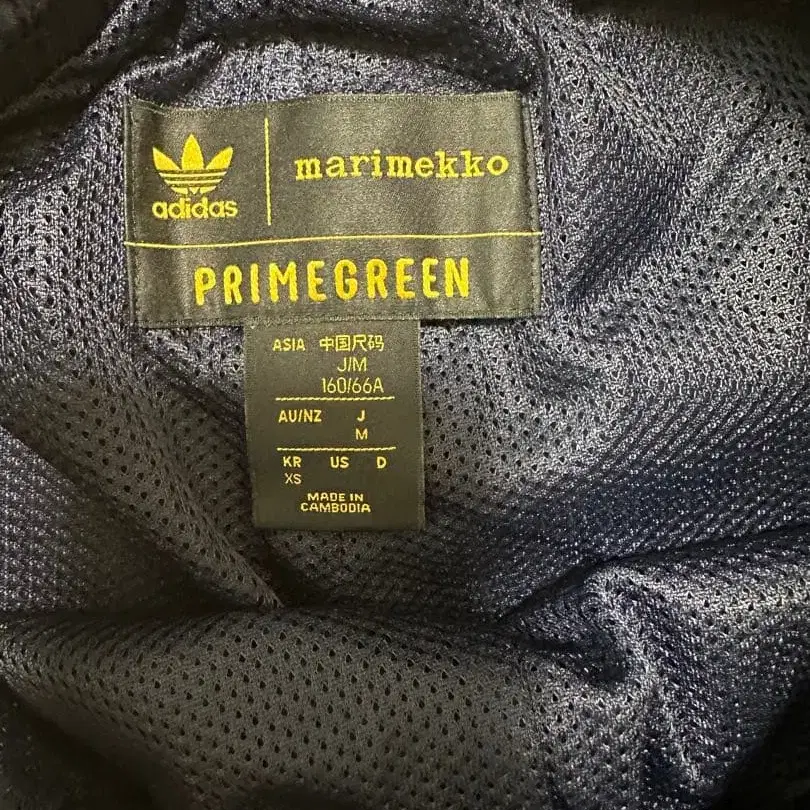 adidas
marimekko
PRIMEGREEN
ASIA 中国尺码
J/M
160/66A
AU/NZ J
M
KR US D
XS
MADE IN
CAMBODIA